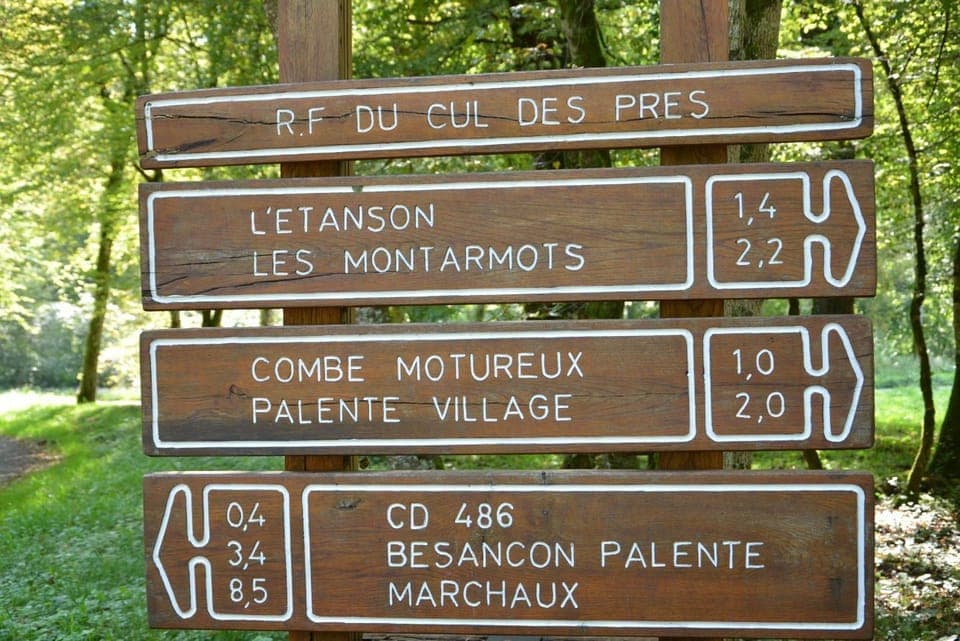 R.F DU CUL DES PRES
L'ETANSON 1,4
LES MONTARMOTS 2,2
COMBE MOTUREUX 1,0
PALENTE VILLAGE 2,0
0,4 CD 486
3,4 BESANCON PALENTE
8,5 MARCHAUX